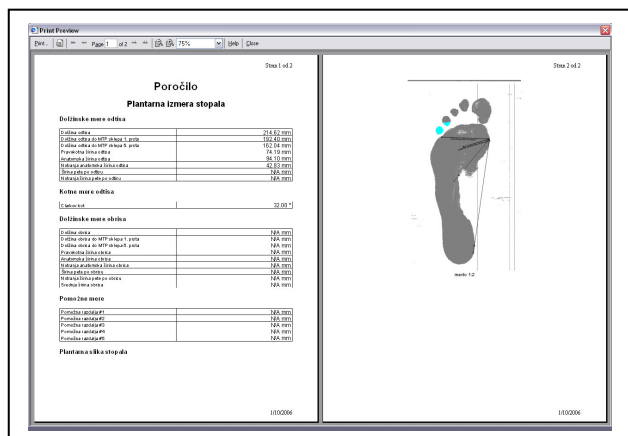 Print Preview
Print... Page 1 of 2 75% Help Close
Stran 1 od 2
Poročilo
Plantarna izmera stopala
Dolžinske mere odtisa
Dolžina odtisa 214.62 mm
Dolžina odtisa do MTP sklepa 1. prsta 192.40 mm
Dolžina odtisa do MTP sklepa 5. prsta 162.04 mm
Pravokotna širina odtisa 74.19 mm
Anatomska širina odtisa 94.10 mm
Notranja anatomska širina odtisa 42.83 mm
Širina pete po odtisu N/A mm
Notranja širina pete po odtisu N/A mm
Kotne mere odtisa
Clarkov kot 32.00 °
Dolžinske mere obrisa
Dolžina obrisa N/A mm
Dolžina obrisa do MTP sklepa 1. prsta N/A mm
Dolžina obrisa do MTP sklepa 5. prsta N/A mm
Pravokotna širina obrisa N/A mm
Anatomska širina obrisa N/A mm
Notranja anatomska širina obrisa N/A mm
Širina pete po obrisu N/A mm
Notranja širina pete po obrisu N/A mm
Srednja širina obrisa N/A mm
Pomožne mere
Pomožna razdalja #1 N/A mm
Pomožna razdalja #2 N/A mm
Pomožna razdalja #3 N/A mm
Pomožna razdalja #4 N/A mm
Pomožna razdalja #5 N/A mm
Plantarna slika stopala
1/10/2006
Stran 2 od 2
merilo 1:2
1/10/2006